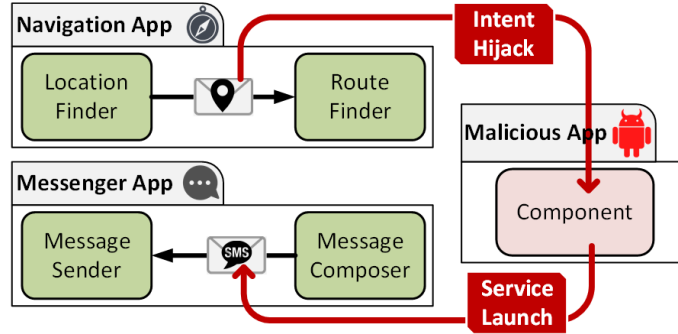 Navigation App
Location
Finder
Route
Finder
Intent
Hijack
Malicious App
Component
Messenger App
Message
Sender
SMS
Message
Composer
Service
Launch